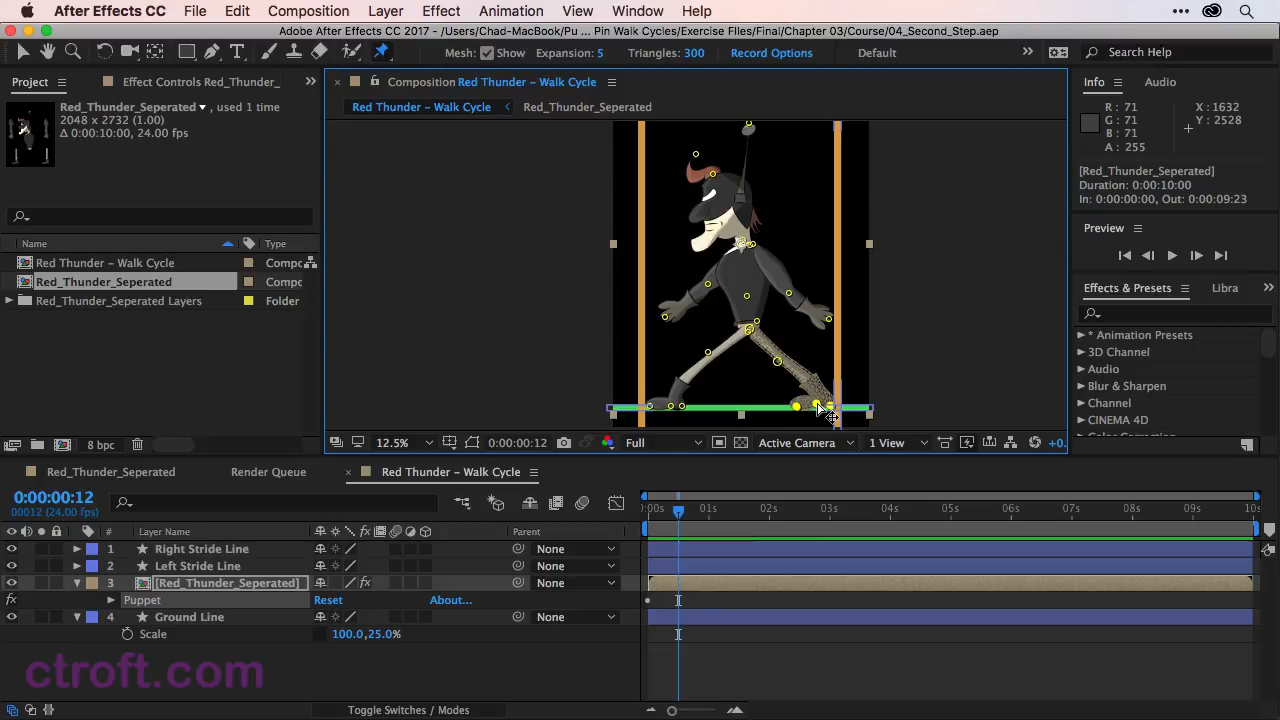 After Effects CC File Edit Composition Layer Effect Animation View Window Help
Adobe After Effects CC 2017 - /Users/Chad-MacBook/Pu ... Pin Walk Cycles/Exercise Files/Final/Chapter 03/Course/04_Second_Step.aep
Mesh: Show Expansion: 5 Triangles: 300 Record Options Default Search Help
Project Effect Controls Red_Thunder_
Composition Red Thunder – Walk Cycle
Info Audio
Red_Thunder_Seperated , used 1 time
2048 x 2732 (1.00)
Δ 0:00:10:00, 24.00 fps
Red Thunder – Walk Cycle Red_Thunder_Seperated
R : 71 X : 1632
G : 71 Y : 2528
B : 71
A : 255
[Red_Thunder_Seperated]
Duration: 0:00:10:00
In: 0:00:00:00, Out: 0:00:09:23
Preview
Name Type
Red Thunder – Walk Cycle Compo
Red_Thunder_Seperated Compo
Red_Thunder_Seperated Layers Folder
Effects & Presets Libra
* Animation Presets
3D Channel
Audio
Blur & Sharpen
Channel
CINEMA 4D
Color Correction
8 bpc
12.5% 0:00:00:12 Full Active Camera 1 View +0.
Red_Thunder_Seperated Render Queue Red Thunder – Walk Cycle
0:00:00:12
00012 (24.00 fps)
:00s 01s 02s 03s 04s 05s 06s 07s 08s 09s 10s
# Layer Name Parent
1 Right Stride Line None
2 Left Stride Line None
3 [Red_Thunder_Seperated] fx None
fx Puppet Reset About...
4 Ground Line None
Scale 100.0,25.0%
ctroft.com
Toggle Switches / Modes